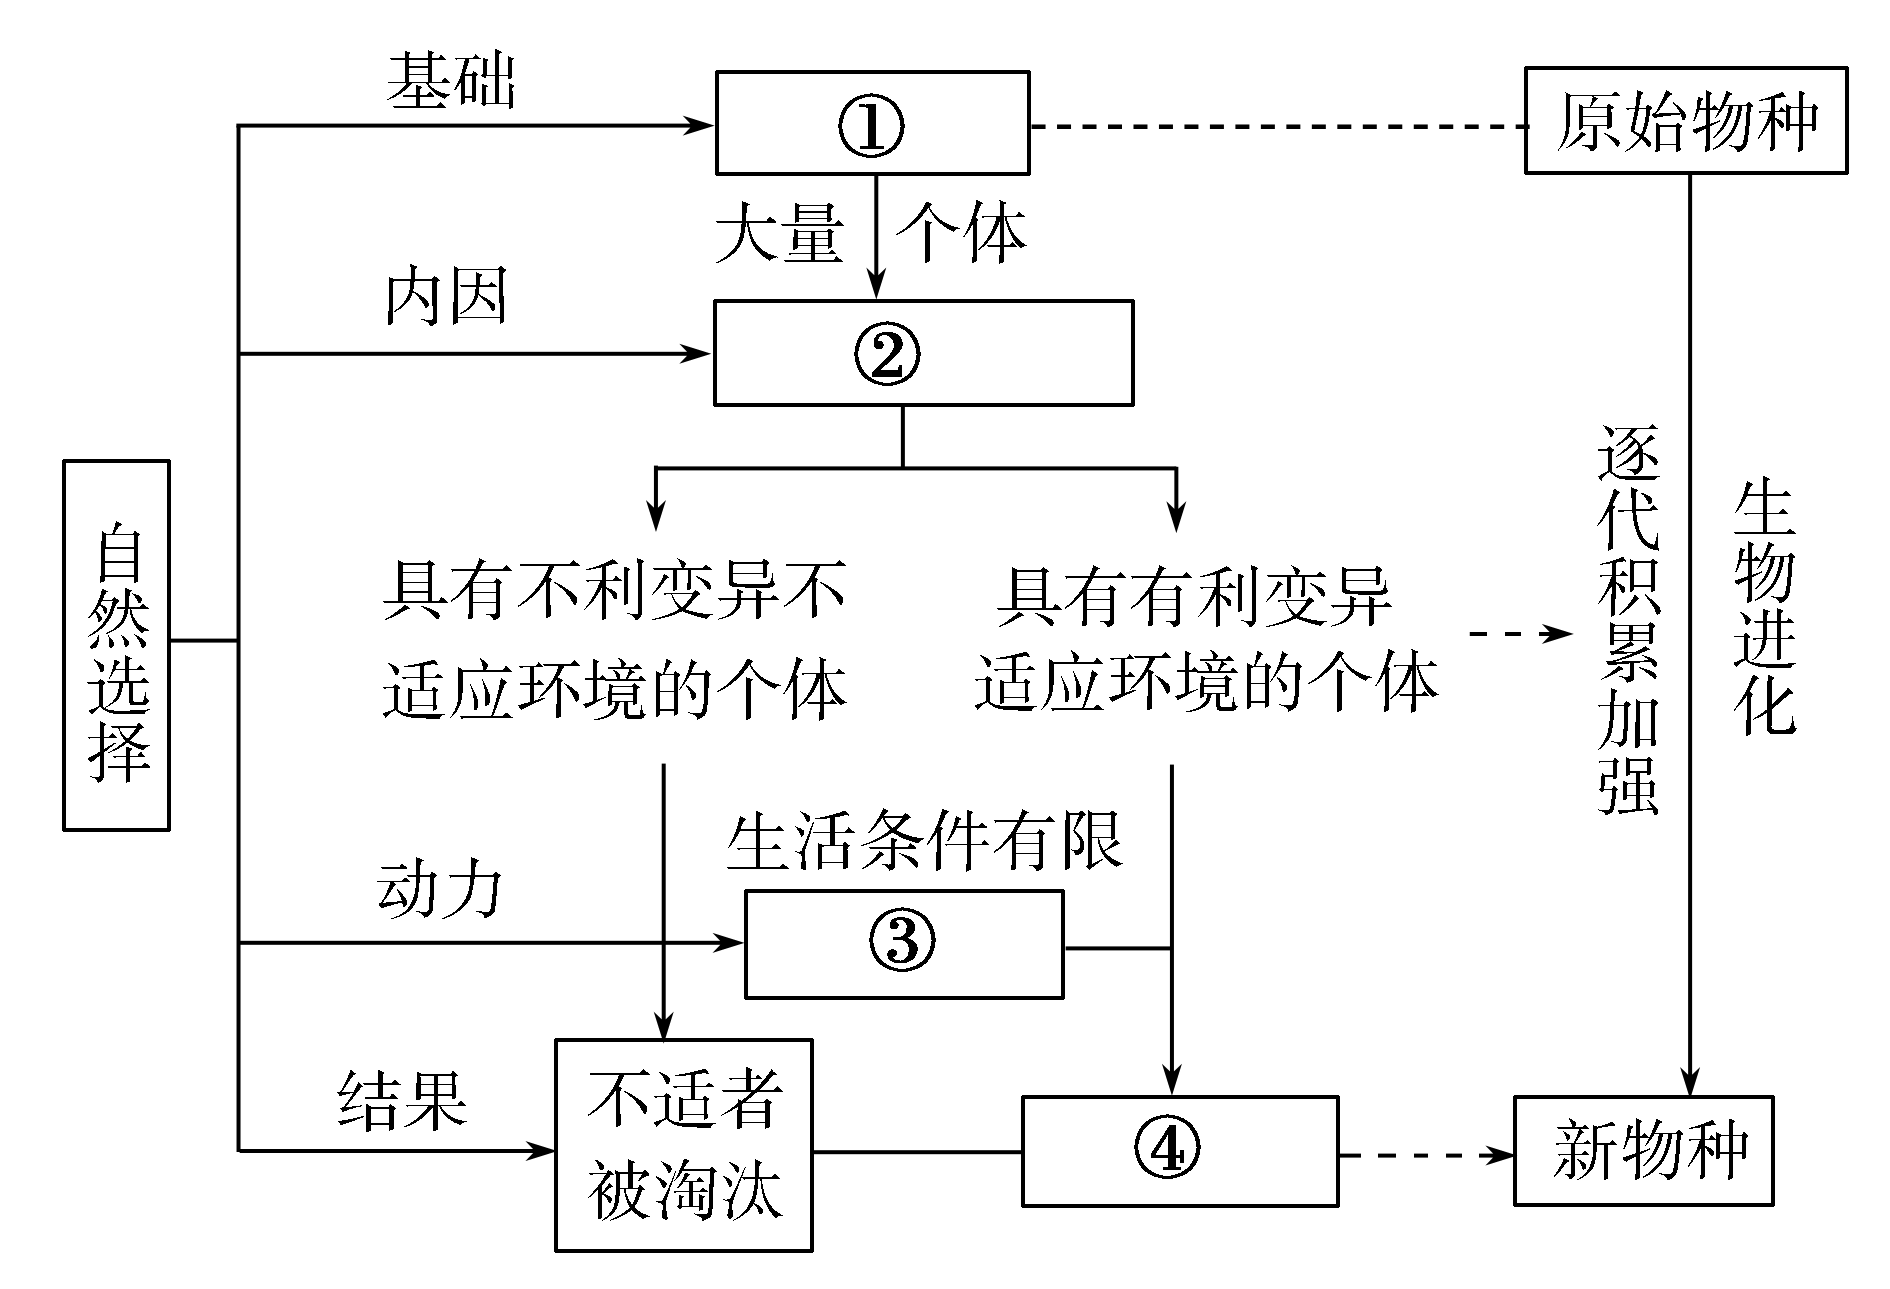 基础
①
原始物种
大量 个体
内因
②
自然选择
具有不利变异不
适应环境的个体
具有有利变异
适应环境的个体
逐代积累加强
生物进化
生活条件有限
动力
③
结果
不适者
被淘汰
④
新物种